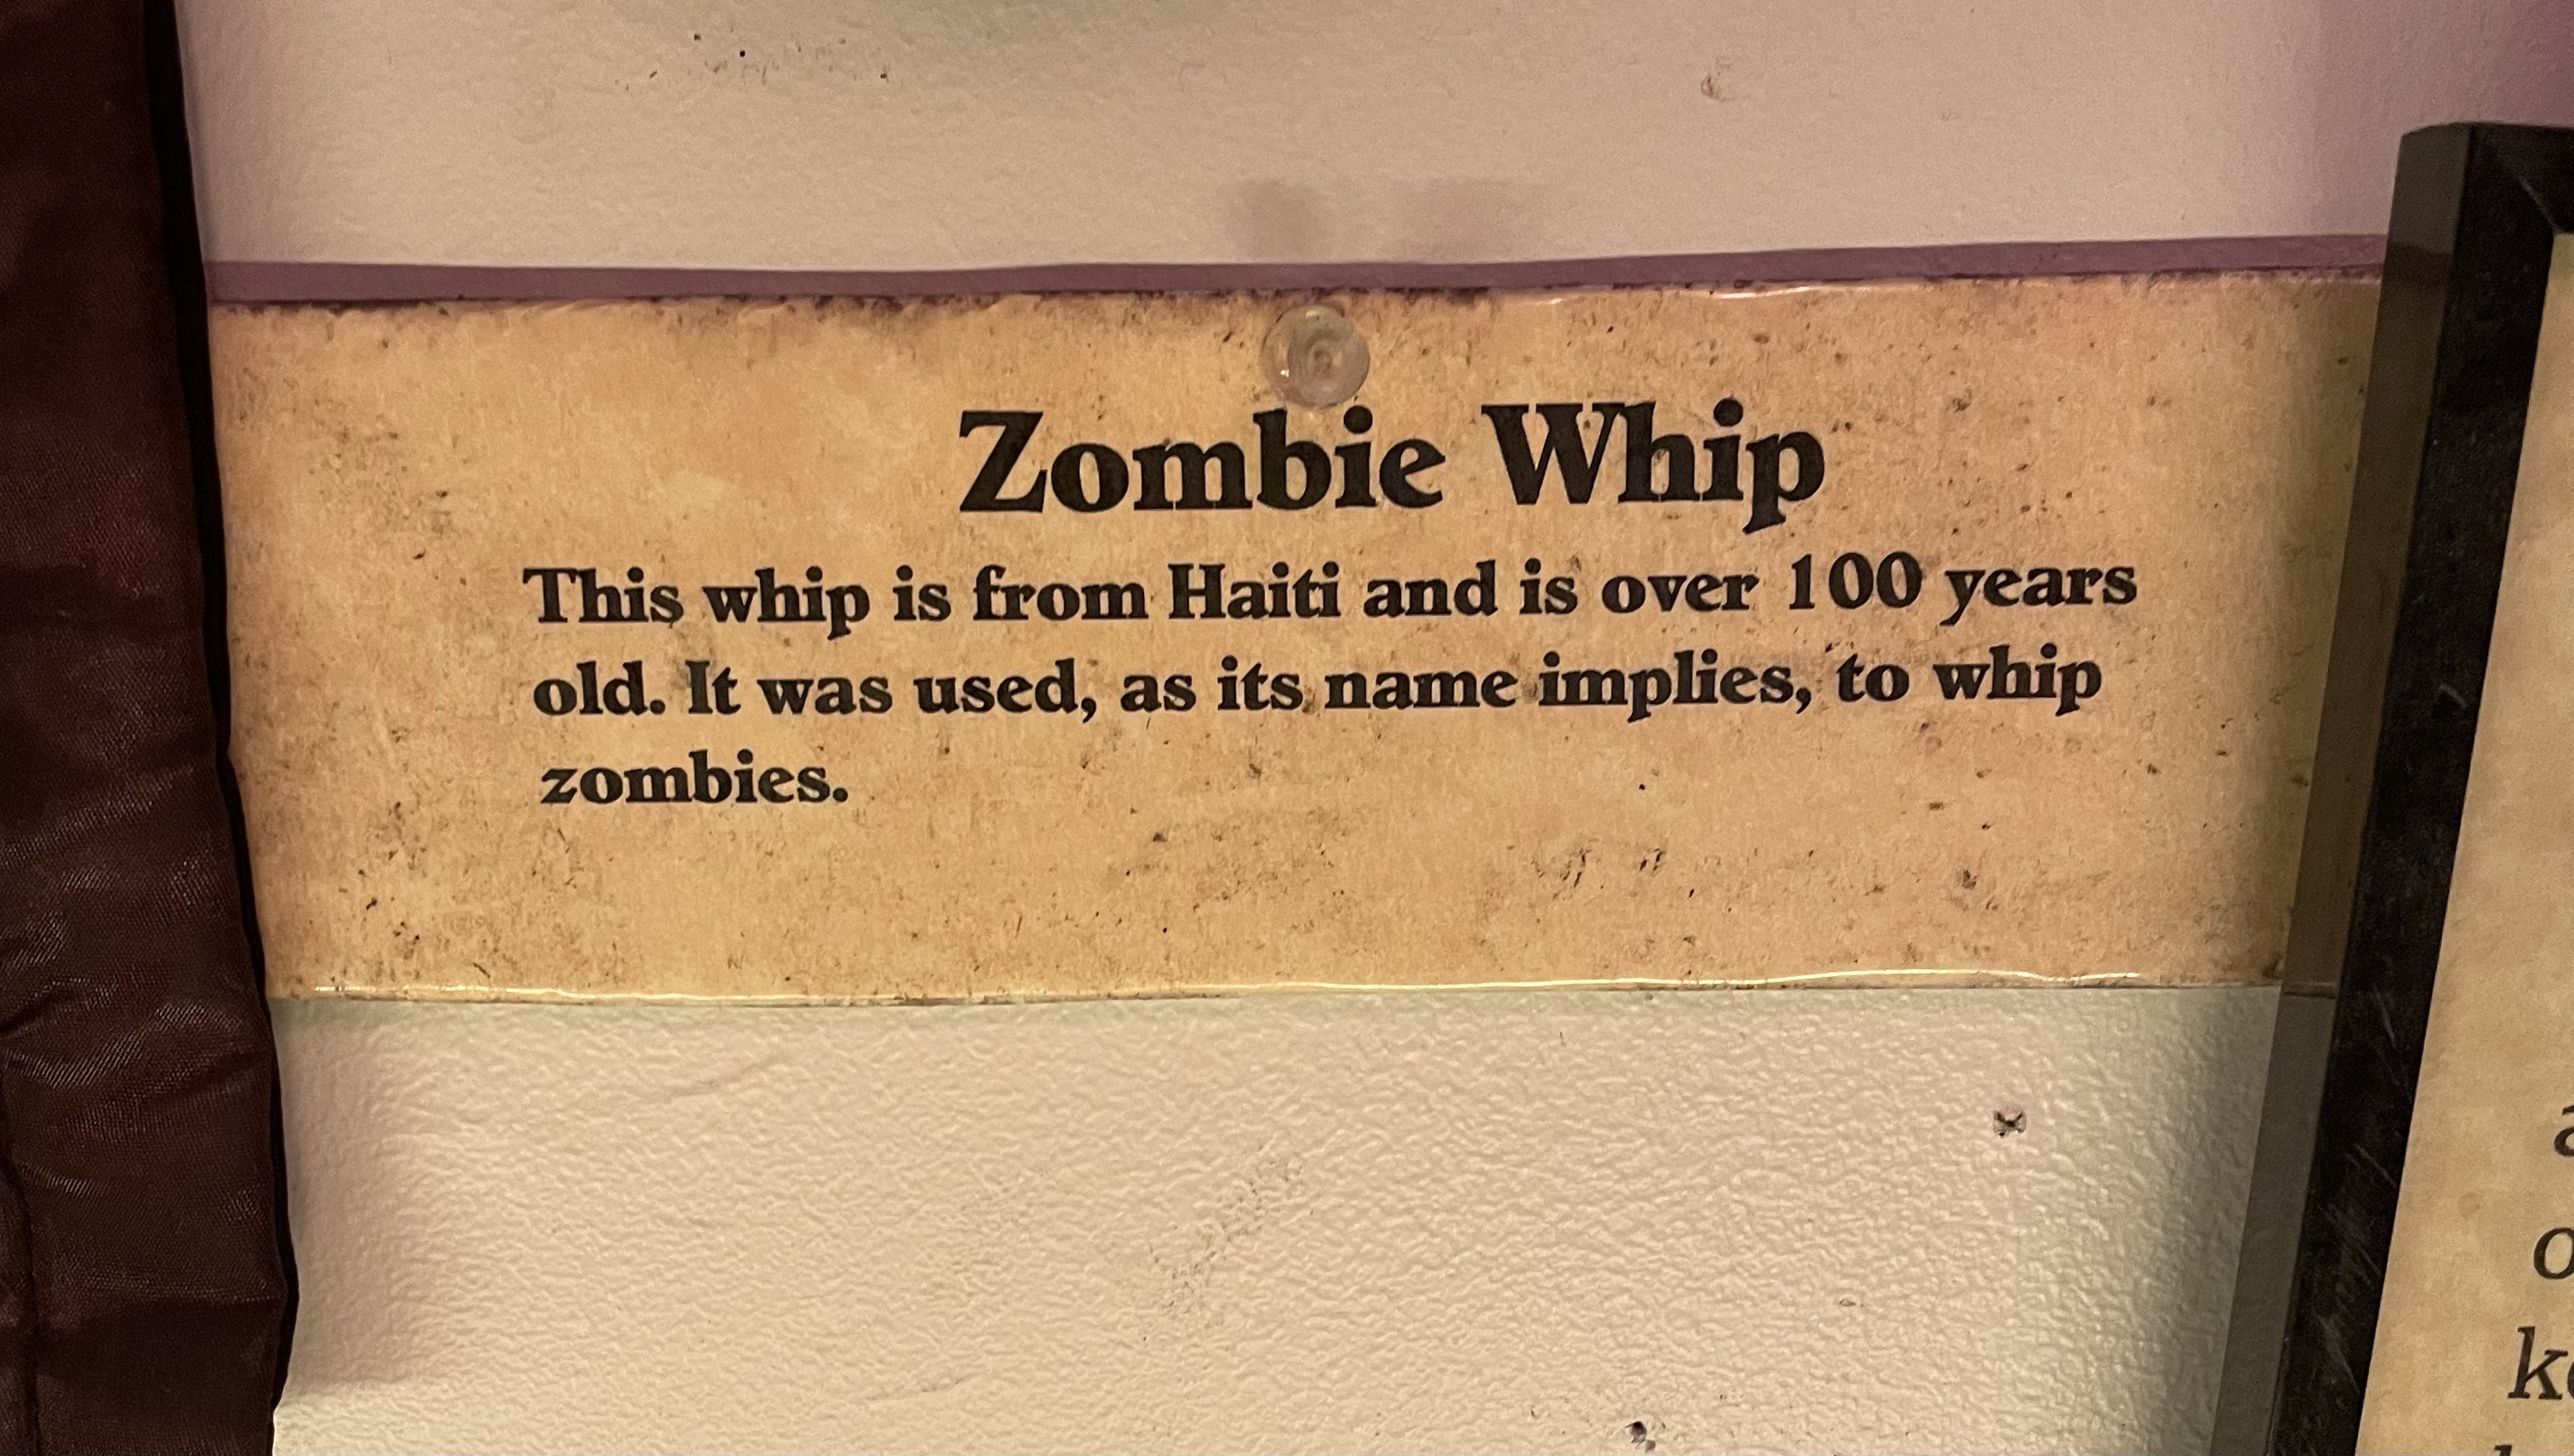 Zombie Whip
This whip is from Haiti and is over 100 years
old. It was used, as its name implies, to whip
zombies.